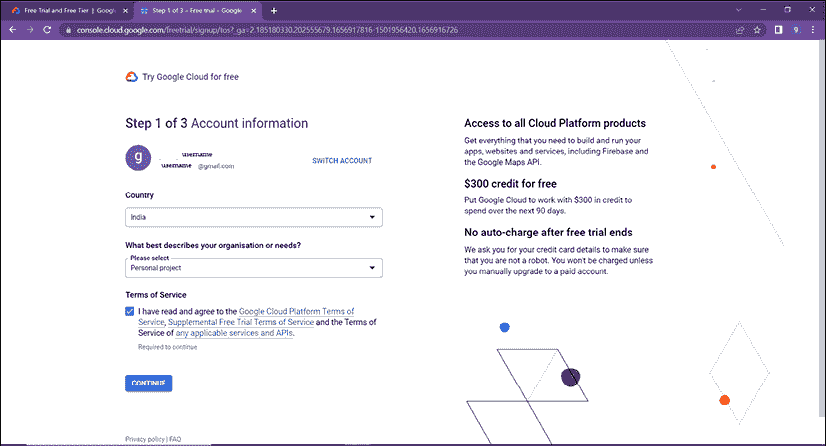 Free Trial and Free Tier | Google
Step 1 of 3 – Free trial – Google
console.cloud.google.com/freetrial/signup/tos?_ga=2.185180330.202555679.1656917816-1501956420.1656916726
Try Google Cloud for free
Step 1 of 3 Account information
g
username
username @gmail.com
SWITCH ACCOUNT
Country
India
What best describes your organisation or needs?
Please select
Personal project
Terms of Service
I have read and agree to the Google Cloud Platform Terms of
Service, Supplemental Free Trial Terms of Service and the Terms of
Service of any applicable services and APIs.
Required to continue
CONTINUE
Privacy policy | FAQ
Access to all Cloud Platform products
Get everything that you need to build and run your
apps, websites and services, including Firebase and
the Google Maps API.
$300 credit for free
Put Google Cloud to work with $300 in credit to
spend over the next 90 days.
No auto-charge after free trial ends
We ask you for your credit card details to make sure
that you are not a robot. You won't be charged unless
you manually upgrade to a paid account.